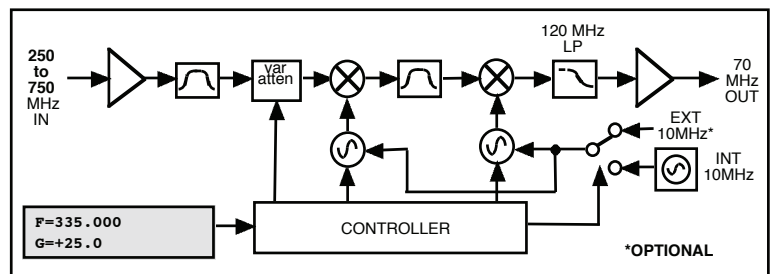 250
to
750
MHz
IN
var
atten
120 MHz
LP
70
MHz
OUT
EXT
10MHz*
INT
10MHz
F=335.000
G=+25.0
CONTROLLER
*OPTIONAL